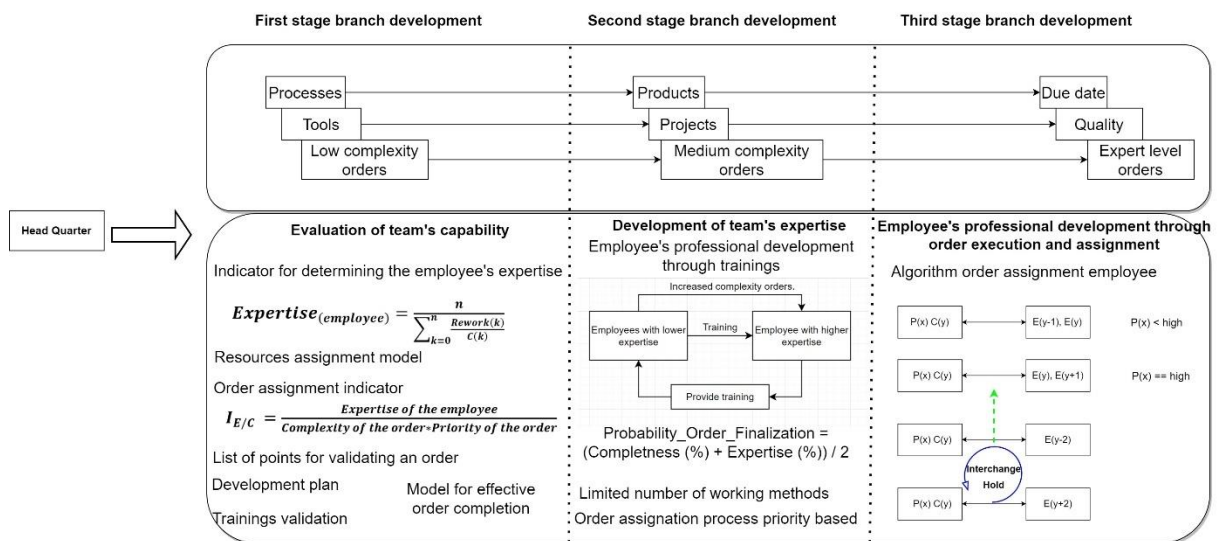 First stage branch development
Second stage branch development
Third stage branch development
Processes
Products
Due date
Tools
Projects
Quality
Low complexity
orders
Medium complexity
orders
Expert level
orders
Head Quarter
Evaluation of team's capability
Indicator for determining the employee's expertise
Expertise(employee) = n / ∑ n k=0 Rework(k) / C(k)
Resources assignment model
Order assignment indicator
I E/C = Expertise of the employee / Complexity of the order*Priority of the order
List of points for validating an order
Development plan
Trainings validation
Model for effective
order completion
Development of team's expertise
Employee's professional development
through trainings
Increased complexity orders.
Employees with lower
expertise
Training
Employee with higher
expertise
Provide training
Probability_Order_Finalization =
(Completness (%) + Expertise (%)) / 2
Limited number of working methods
Order assignation process priority based
Employee's professional development through
order execution and assignment
Algorithm order assignment employee
P(x) C(y)
E(y-1), E(y)
P(x) < high
P(x) C(y)
E(y), E(y+1)
P(x) == high
P(x) C(y)
E(y-2)
Interchange
Hold
P(x) C(y)
E(y+2)